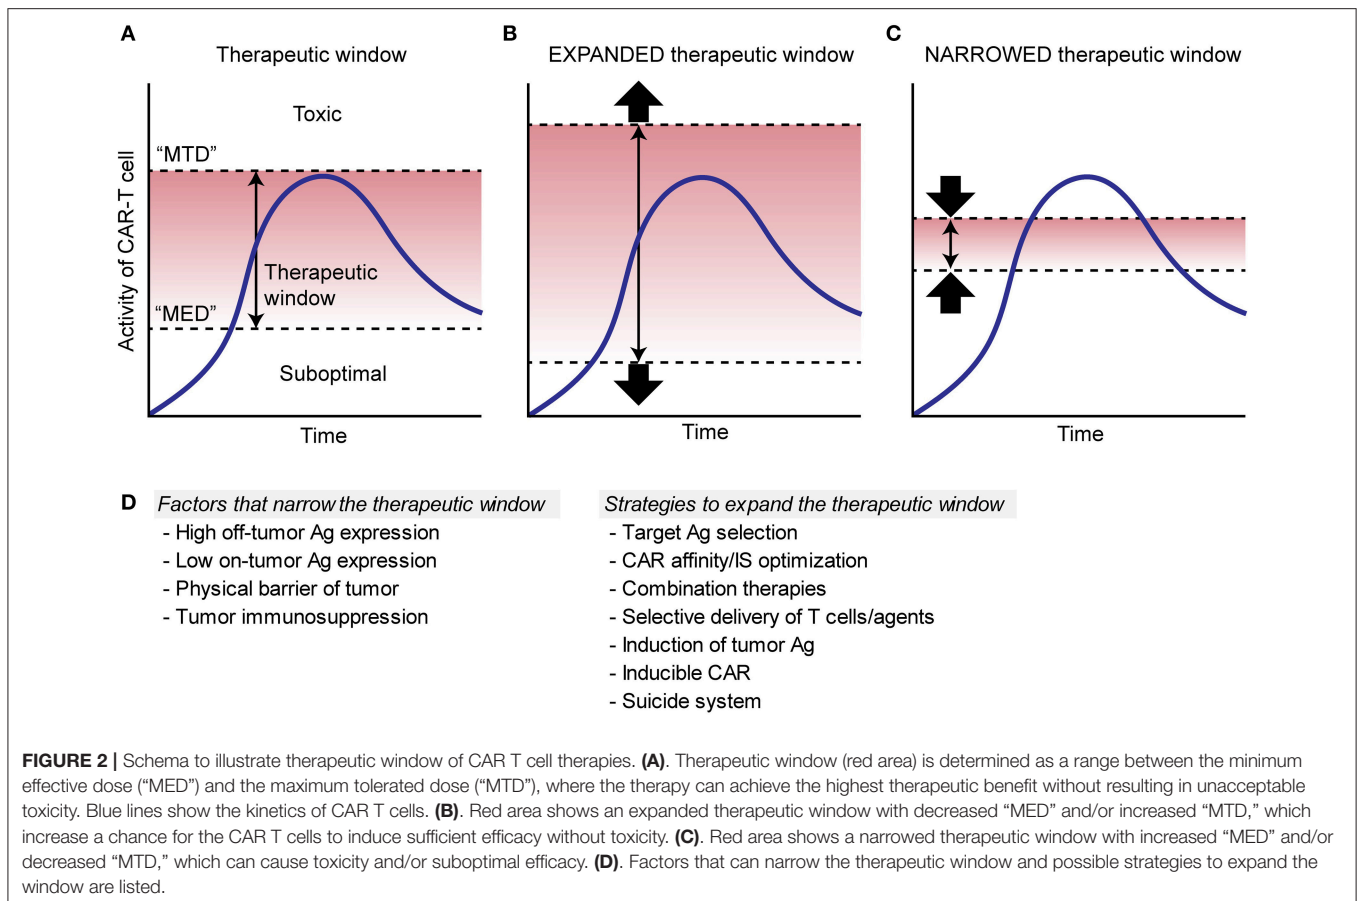 A
Therapeutic window
Activity of CAR-T cell
Toxic
“MTD”
Therapeutic
window
“MED”
Suboptimal
Time
B
EXPANDED therapeutic window
Time
C
NARROWED therapeutic window
Time
D
Factors that narrow the therapeutic window
- High off-tumor Ag expression
- Low on-tumor Ag expression
- Physical barrier of tumor
- Tumor immunosuppression
Strategies to expand the therapeutic window
- Target Ag selection
- CAR affinity/IS optimization
- Combination therapies
- Selective delivery of T cells/agents
- Induction of tumor Ag
- Inducible CAR
- Suicide system
FIGURE 2 | Schema to illustrate therapeutic window of CAR T cell therapies. (A). Therapeutic window (red area) is determined as a range between the minimum
effective dose (“MED”) and the maximum tolerated dose (“MTD”), where the therapy can achieve the highest therapeutic benefit without resulting in unacceptable
toxicity. Blue lines show the kinetics of CAR T cells. (B). Red area shows an expanded therapeutic window with decreased “MED” and/or increased “MTD,” which
increase a chance for the CAR T cells to induce sufficient efficacy without toxicity. (C). Red area shows a narrowed therapeutic window with increased “MED” and/or
decreased “MTD,” which can cause toxicity and/or suboptimal efficacy. (D). Factors that can narrow the therapeutic window and possible strategies to expand the
window are listed.